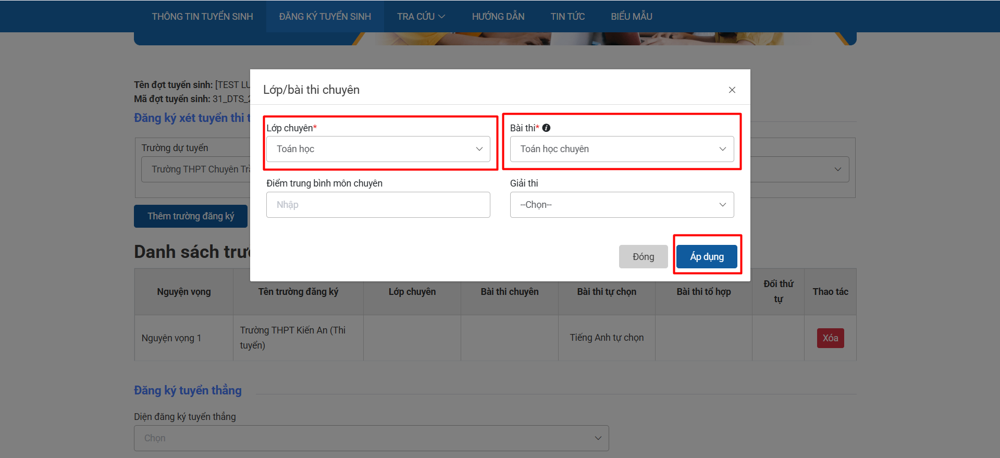 THÔNG TIN TUYỂN SINH
ĐĂNG KÝ TUYỂN SINH
TRA CỨU
HƯỚNG DẪN
TIN TỨC
BIỂU MẪU
Tên đợt tuyển sinh: [TEST
Mã đợt tuyển sinh: 31_DTS_
Đăng ký xét tuyển thi
Trường dự tuyển
Trường THPT Chuyên
Thêm trường đăng ký
Lớp/bài thi chuyên
Lớp chuyên*
Bài thi*
Toán học
Toán học chuyên
Điểm trung bình môn chuyên
Giải thi
Nhập
--Chọn--
Đóng
Áp dụng
Danh sách
Nguyện vọng
Tên trường đăng ký
Lớp chuyên
Bài thi chuyên
Bài thi tự chọn
Bài thi tổ hợp
Đổi thứ
tự
Thao tác
Nguyện vọng 1
Trường THPT Kiến An (Thi
tuyển)
Tiếng Anh tự chọn
Xóa
Đăng ký tuyển thẳng
Diện đăng ký tuyển thẳng
Chọn